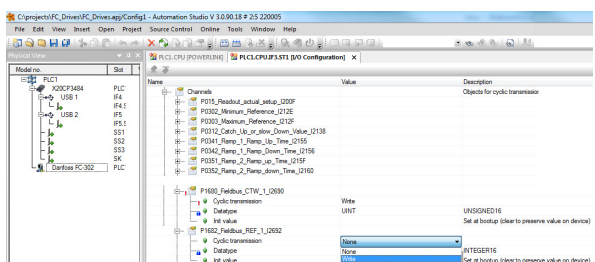 C:\projects\FC_Drives\FC_Drives.apj/Config1 - Automation Studio V 3.0.90.18 # 2:5 220005
File Edit View Insert Open Project Source Control Online Tools Window Help
Physical View
PLC1.CPU [POWERLINK] PLC1.CPU.IF3.ST1 [I/O Configuration]
Model no. Slot
PLC1
X20CP3484 PLC
USB 1 IF4
IF4.S
USB 2 IF5
IF5.S
SS1
SS2
SS3
SK
Danfoss FC-302 PLC
Name Value Description
Channels Objects for cyclic transmission
P015_Readout_actual_setup_I200F
P0302_Minimum_Reference_I212E
P0303_Maximum_Reference_I212F
P0312_Catch_Up_or_slow_Down_Value_I2138
P0341_Ramp_1_Ramp_Up_Time_I2155
P0342_Ramp_1_Ramp_Down_Time_I2156
P0351_Ramp_2_Ramp_up_Time_I215F
P0352_Ramp_2_Ramp_down_Time_I2160
P1680_Fieldbus_CTW_1_I2690
Cyclic transmission Write
Datatype UINT UNSIGNED16
Init value Set at bootup (clear to preserve value on device)
P1682_Fieldbus_REF_1_I2692
Cyclic transmission None
Datatype None INTEGER16
Init value Write Set at bootup (clear to preserve value on device)